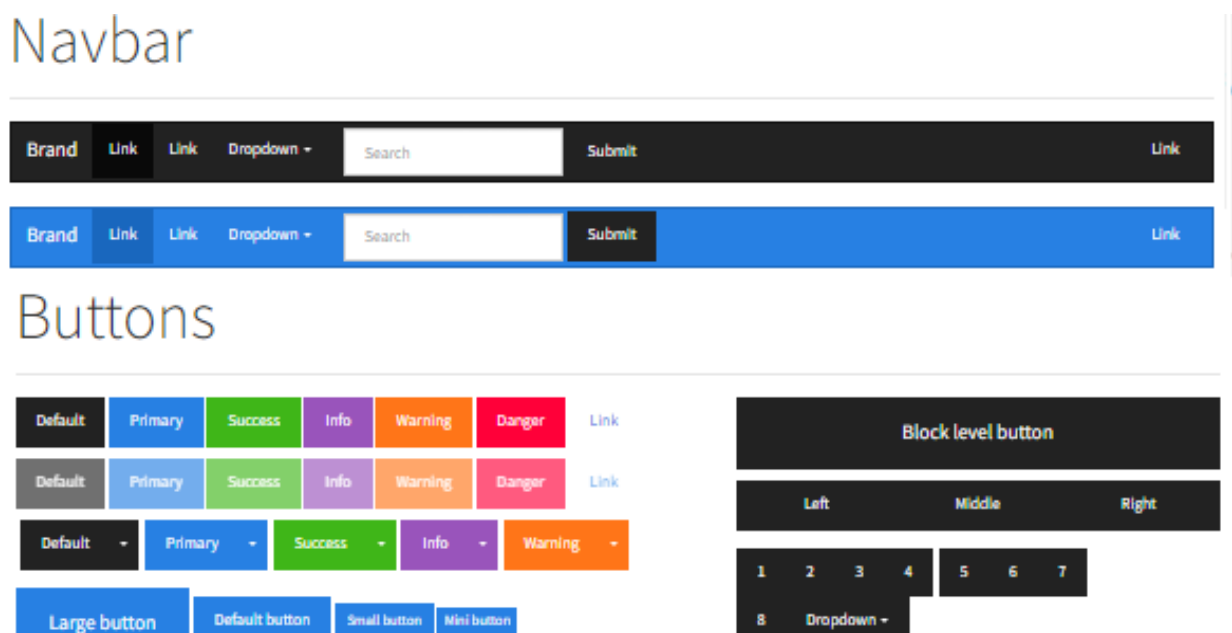 Navbar
Brand Link Link Dropdown Search Submit Link
Brand Link Link Dropdown Search Submit Link
Buttons
Default Primary Success Info Warning Danger Link
Default Primary Success Info Warning Danger Link
Default Primary Success Info Warning
Large button Default button Small button Mini button
Block level button
Left Middle Right
1 2 3 4 5 6 7
8 Dropdown